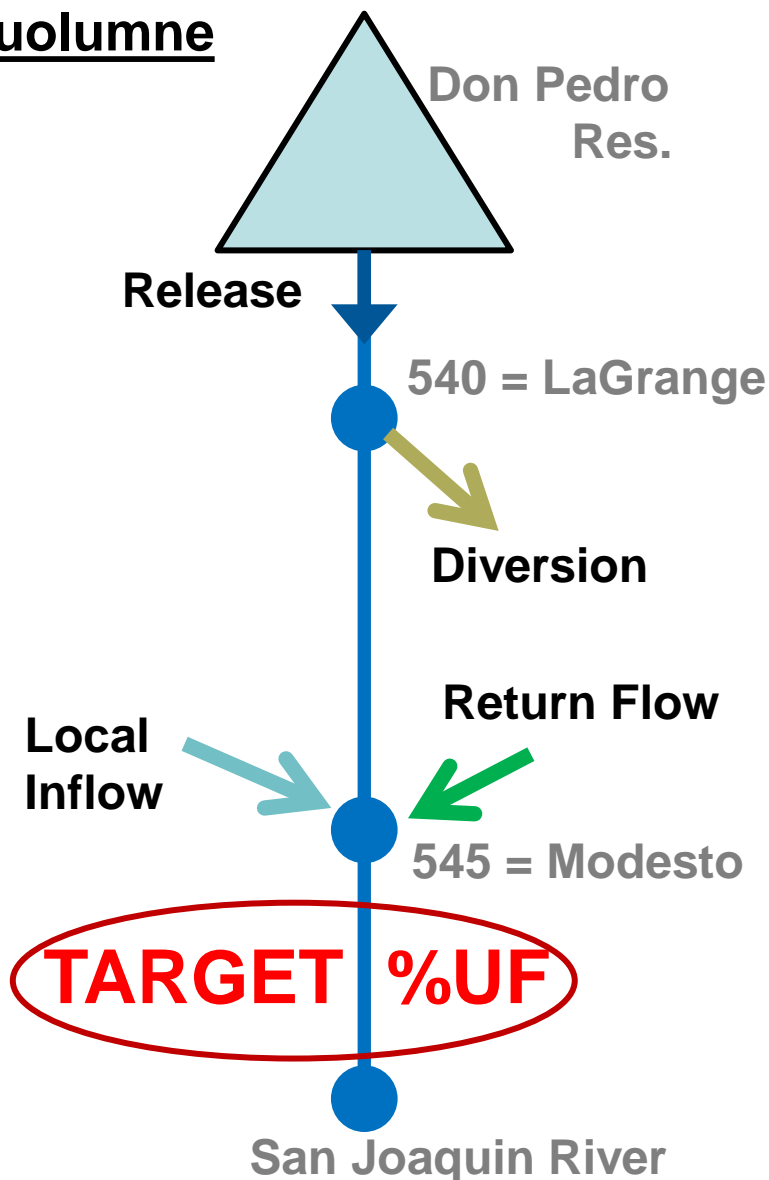 uolumne
Don Pedro
Res.
Release
540 = LaGrange
Diversion
Return Flow
Local
Inflow
545 = Modesto
TARGET %UF
San Joaquin River